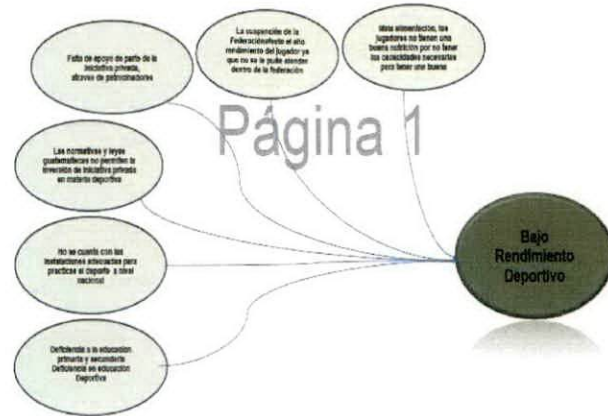 La suspención de la
Federaciónafecto el alto
rendimiento del jugador ya
que no se le pudo atender
dentro de la federación
Mala alimentación, los
jugadores no tienen una
buena nutrición por no tener
las capacidades necesarias
para tener una buena
Falta de apoyo de parte de la
iniciativa privada,
atraves de patrocinadores
Página 1
Las normativas y leyes
guatemaltecas no permiten la
inversión de iniciativa privada
en materia deportiva
No se cuenta con las
instalaciones adecuadas para
practicar el deporte a nivel
nacional
Bajo
Rendimiento
Deportivo
Deficiencia a la educación
primaria y secundaria
Deficiencia en educación
Deportiva